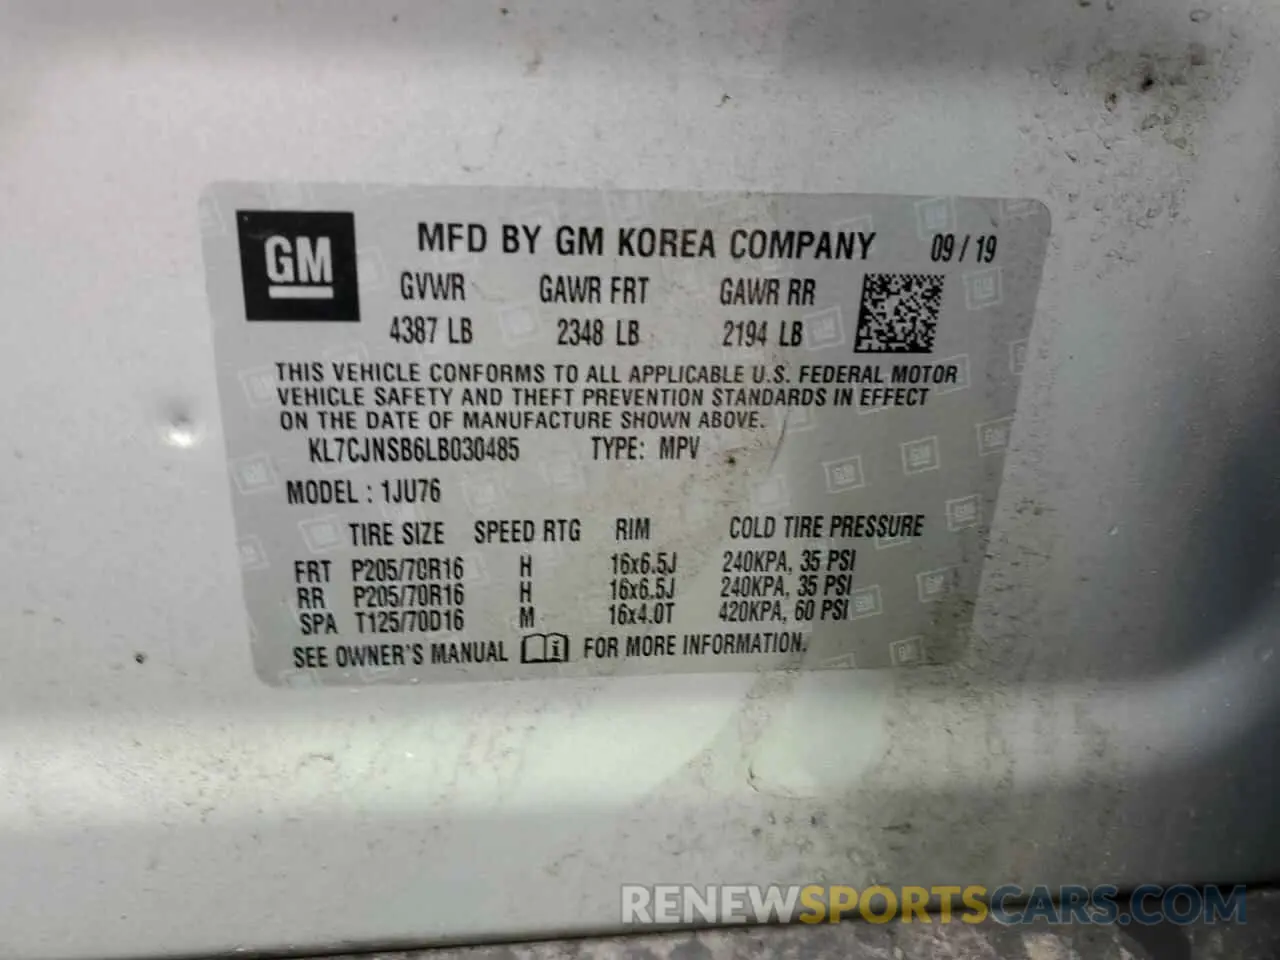 GM
MFD BY GM KOREA COMPANY 09 / 19
GVWR GAWR FRT GAWR RR
4387 LB 2348 LB 2194 LB
THIS VEHICLE CONFORMS TO ALL APPLICABLE U.S. FEDERAL MOTOR
VEHICLE SAFETY AND THEFT PREVENTION STANDARDS IN EFFECT
ON THE DATE OF MANUFACTURE SHOWN ABOVE.
KL7CJNSB6LB030485 TYPE: MPV
MODEL : 1JU76
TIRE SIZE SPEED RTG RIM COLD TIRE PRESSURE
FRT P205/70R16 H 16x6.5J 240KPA, 35 PSI
RR P205/70R16 H 16x6.5J 240KPA, 35 PSI
SPA T125/70D16 M 16x4.0T 420KPA, 60 PSI
SEE OWNER'S MANUAL i FOR MORE INFORMATION.
RENEWSPORTSCARS.COM